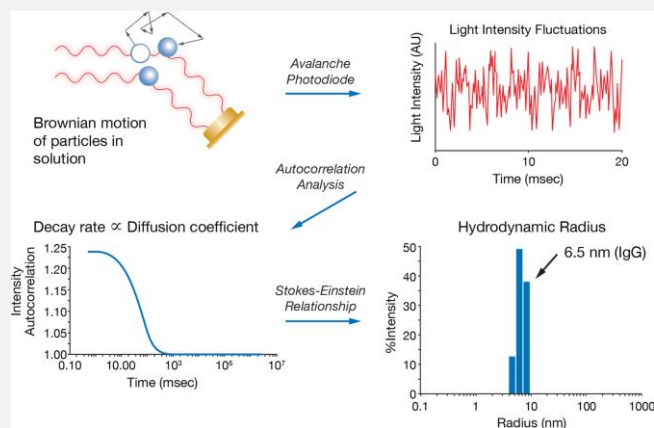 Brownian motion
of particles in
solution
Avalanche
Photodiode
Light Intensity Fluctuations
Light Intensity (AU)
0
10
20
Time (msec)
Autocorrelation
Analysis
Decay rate ∝ Diffusion coefficient
Intensity
Autocorrelation
1.25
1.20
1.15
1.10
1.00
0.10
10.00
10³
10⁶
10⁷
Time (msec)
Stokes-Einstein
Relationship
Hydrodynamic Radius
6.5 nm (IgG)
%Intensity
50
40
30
20
10
0
0.1
1
10
100
1000
Radius (nm)